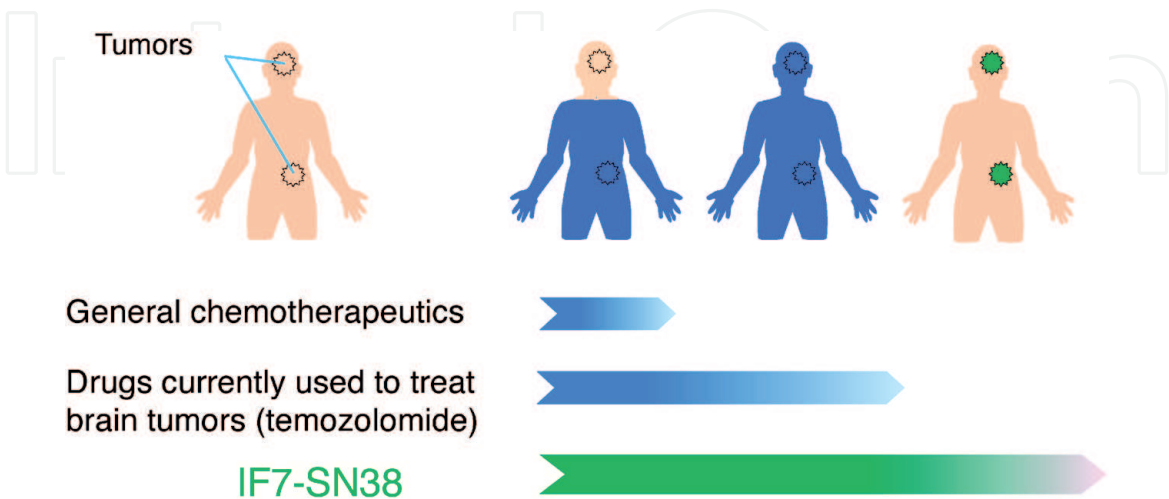 Tumors
General chemotherapeutics
Drugs currently used to treat
brain tumors (temozolomide)
IF7-SN38